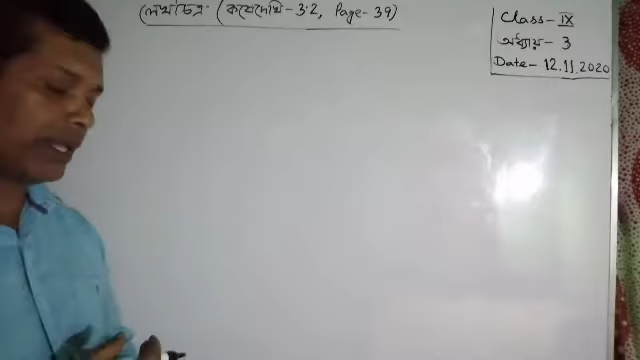 লেখচিত্র (কষেদেখি-3.2, Page-39)
Class-IX
অধ্যায়-3
Date-12.11.2020